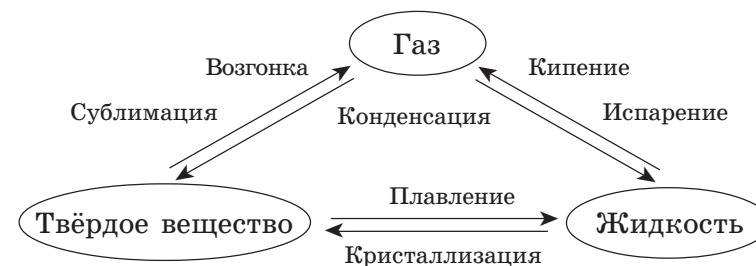 Газ
Возгонка
Кипение
Сублимация
Конденсация
Испарение
Твёрдое вещество
Плавление
Жидкость
Кристаллизация